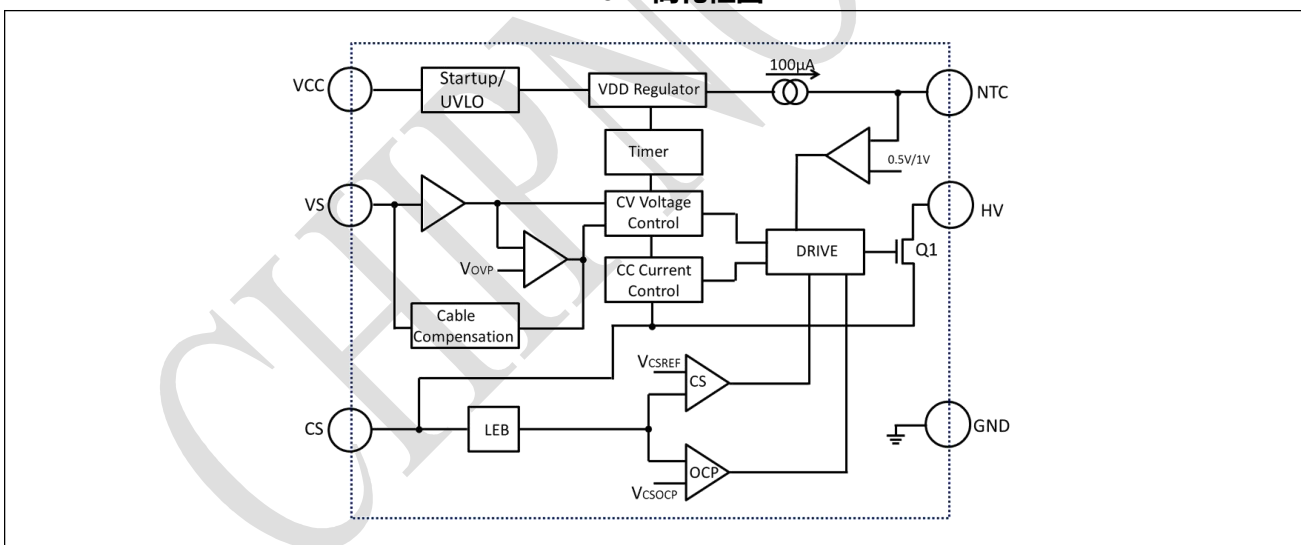 VCC
Startup/
UVLO
VDD Regulator
100μA
NTC
Timer
0.5V/1V
VS
CV Voltage
Control
HV
VOVP
DRIVE
Q1
CC Current
Control
Cable
Compensation
VCSREF
CS
CS
LEB
GND
OCP
VCSOCP